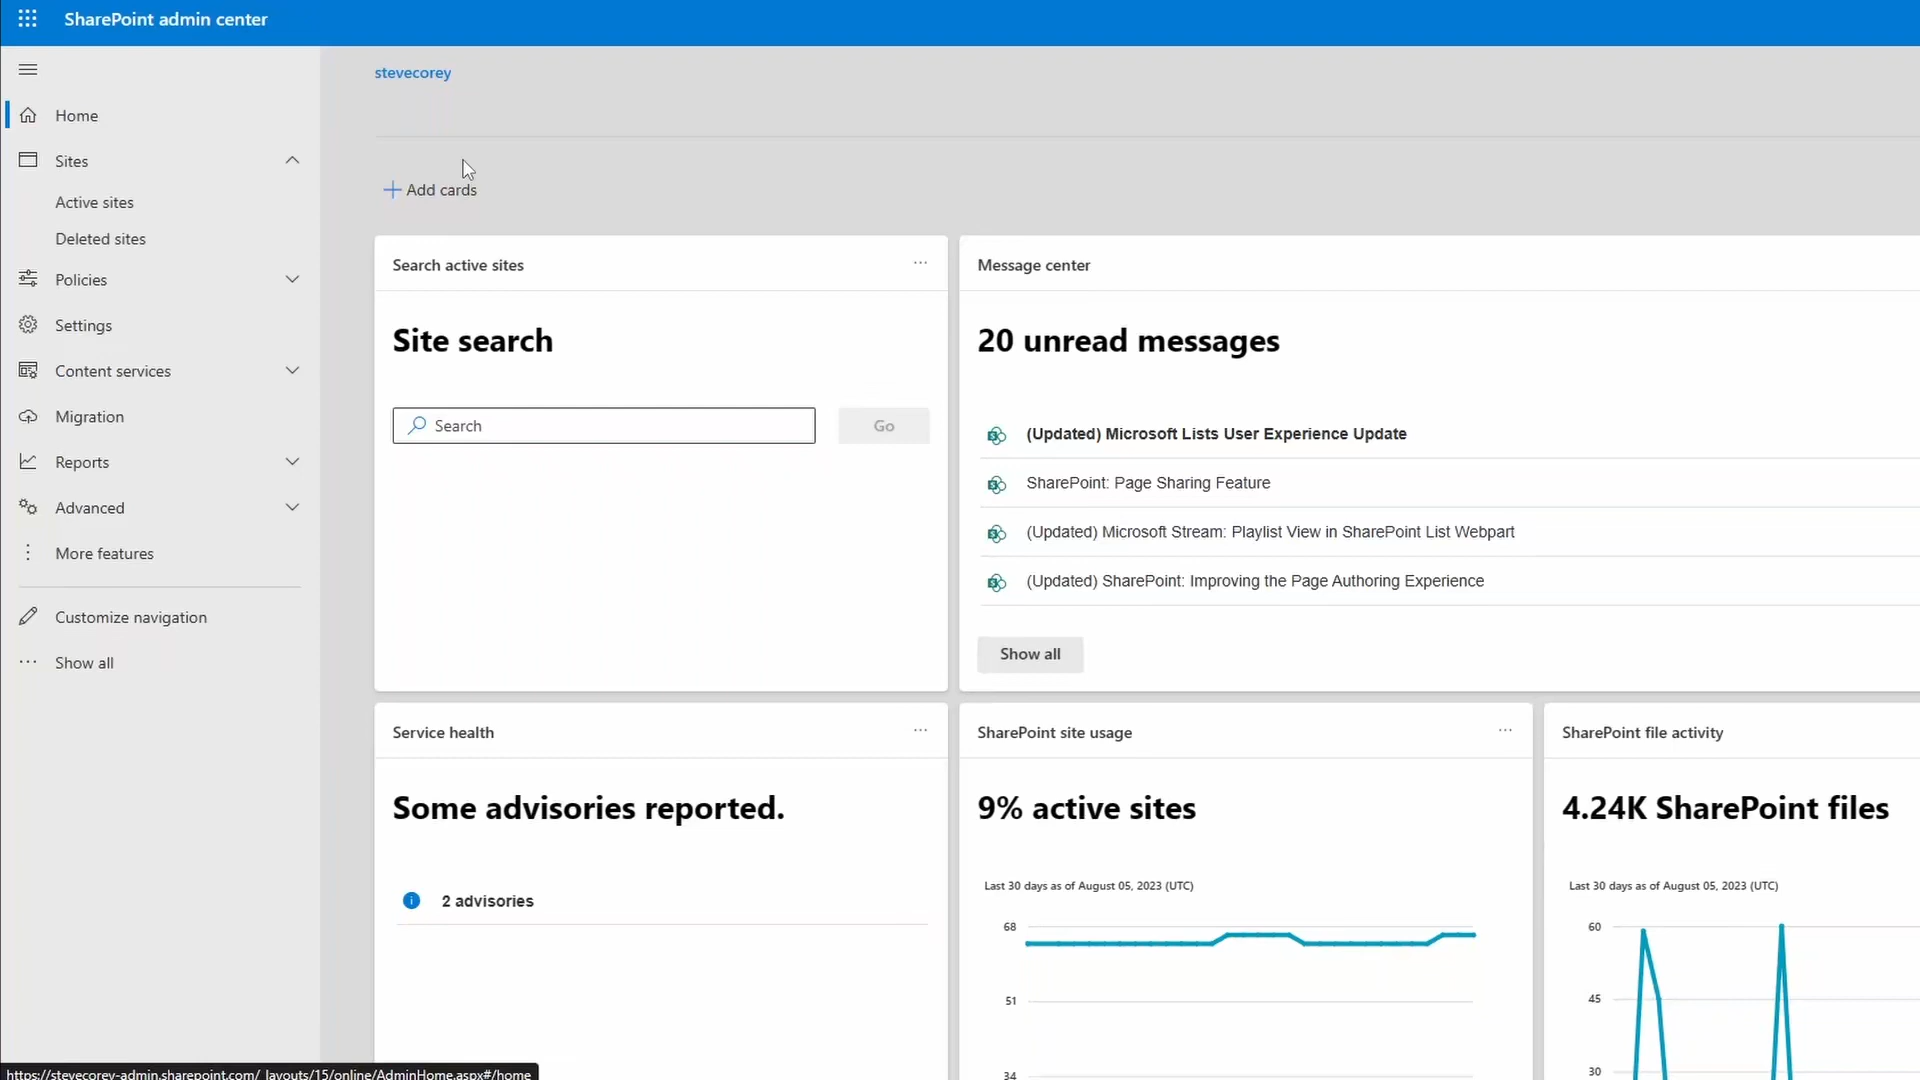 SharePoint admin center
stevecorey
Home
Sites
Active sites
Deleted sites
Policies
Settings
Content services
Migration
Reports
Advanced
More features
Customize navigation
Show all
Add cards
Search active sites
Site search
Search
Go
Message center
20 unread messages
(Updated) Microsoft Lists User Experience Update
SharePoint: Page Sharing Feature
(Updated) Microsoft Stream: Playlist View in SharePoint List Webpart
(Updated) SharePoint: Improving the Page Authoring Experience
Show all
Service health
Some advisories reported.
2 advisories
SharePoint site usage
9% active sites
Last 30 days as of August 05, 2023 (UTC)
68
51
34
SharePoint file activity
4.24K SharePoint files
Last 30 days as of August 05, 2023 (UTC)
60
45
30
https://stevecorey-admin.sharepoint.com/_layouts/15/online/AdminHome.aspx#/home